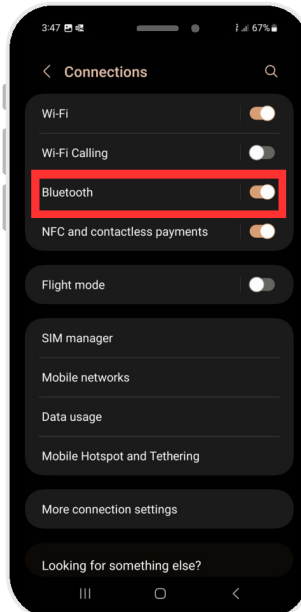 3:47 67%
Connections
Wi-Fi
Wi-Fi Calling
Bluetooth
NFC and contactless payments
Flight mode
SIM manager
Mobile networks
Data usage
Mobile Hotspot and Tethering
More connection settings
Looking for something else?